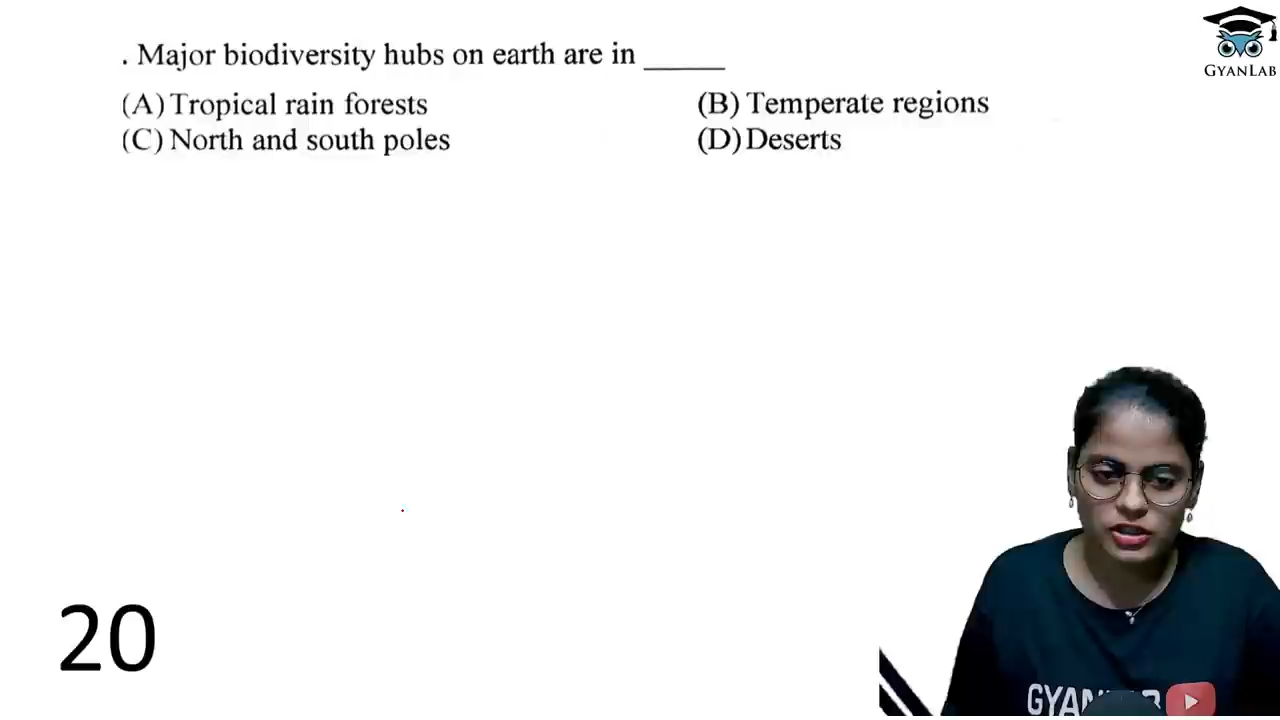 . Major biodiversity hubs on earth are in _____
(A) Tropical rain forests
(B) Temperate regions
(C) North and south poles
(D) Deserts
GYANLAB
20